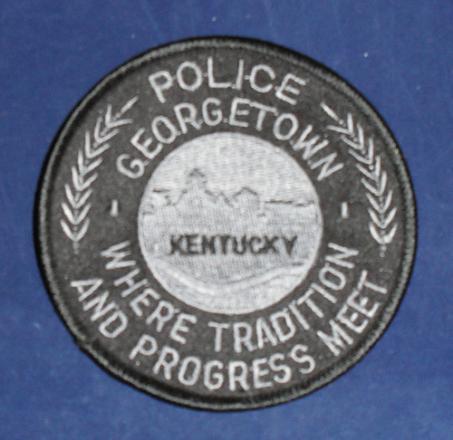 POLICE
GEORGETOWN
KENTUCKY
WHERE TRADITION
AND PROGRESS MEET